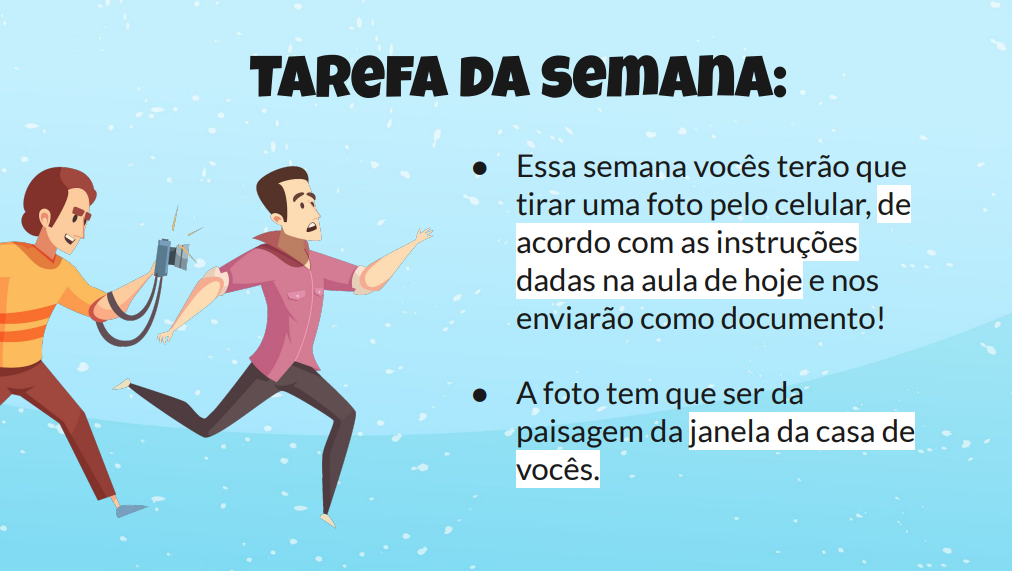 TAREFA DA SEMANA:
● Essa semana vocês terão que
tirar uma foto pelo celular, de
acordo com as instruções
dadas na aula de hoje e nos
enviarão como documento!
● A foto tem que ser da
paisagem da janela da casa de
vocês.